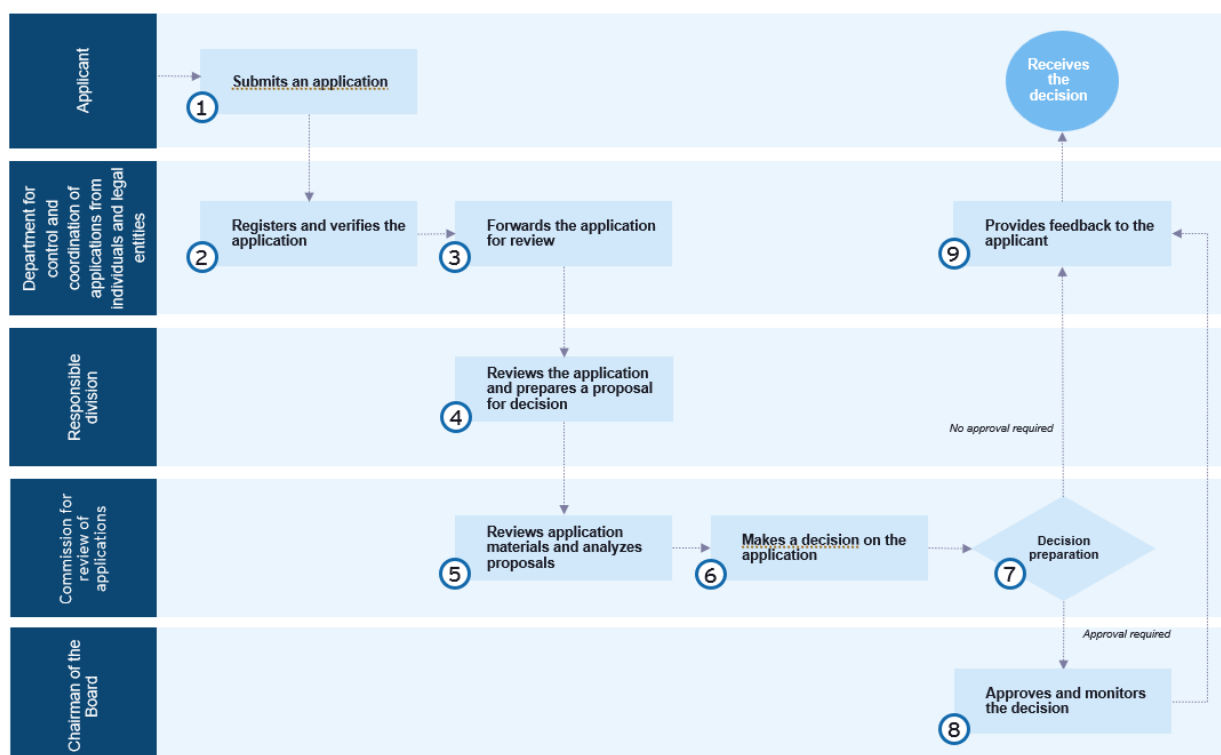 Applicant
Submits an application
1
Receives
the
decision
Department for
control and
coordination of
applications from
individuals and legal
entities
Registers and verifies the
application
2
Forwards the application
for review
3
Provides feedback to the
applicant
9
Responsible
division
Reviews the application
and prepares a proposal
for decision
4
No approval required
Commission for
review of
applications
Reviews application
materials and analyzes
proposals
5
Makes a decision on the
application
6
Decision
preparation
7
Approval required
Chairman of the
Board
Approves and monitors
the decision
8